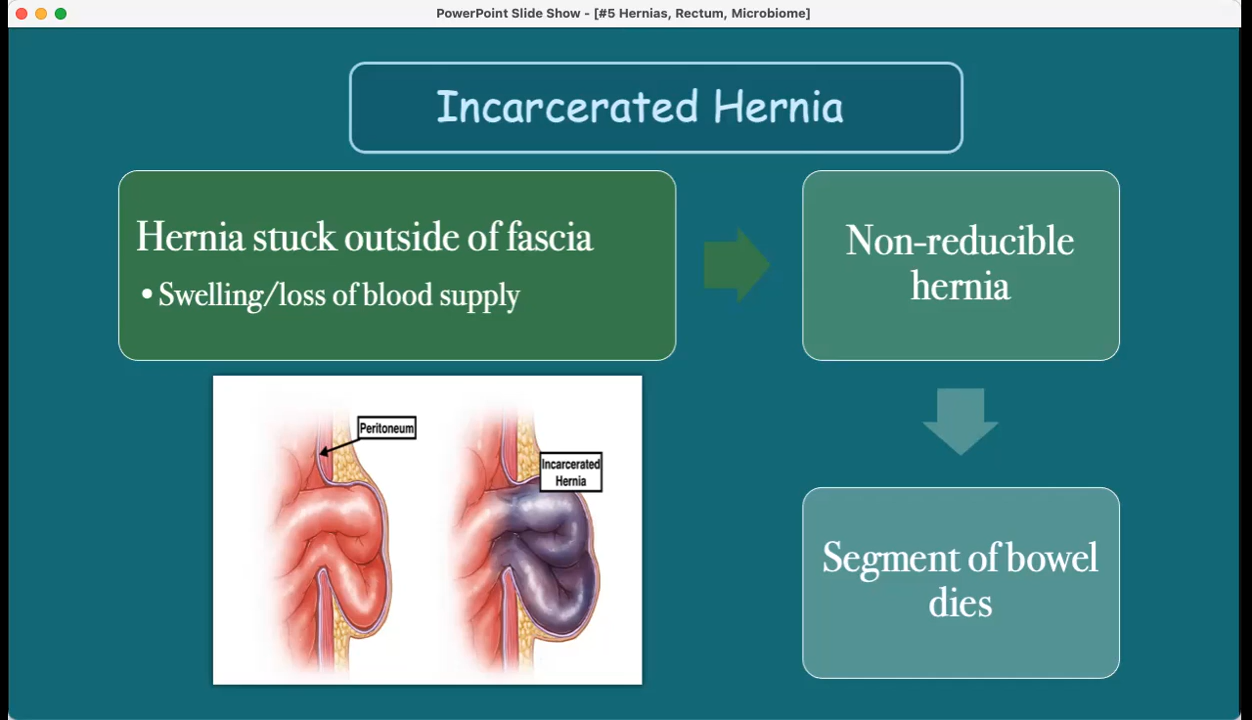 PowerPoint Slide Show - [#5 Hernias, Rectum, Microbiome]
Incarcerated Hernia
Hernia stuck outside of fascia
• Swelling/loss of blood supply
Non-reducible
hernia
Peritoneum
Incarcerated
Hernia
Segment of bowel
dies